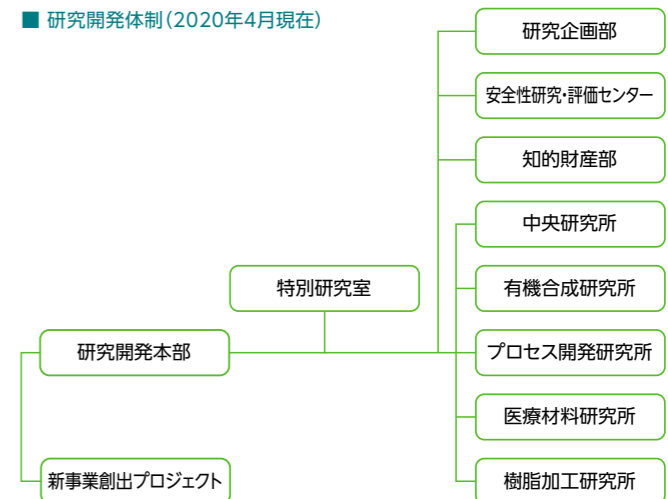 ■ 研究開発体制（2020年4月現在）
研究企画部
安全性研究・評価センター
知的財産部
中央研究所
特別研究室
有機合成研究所
研究開発本部
プロセス開発研究所
医療材料研究所
新事業創出プロジェクト
樹脂加工研究所